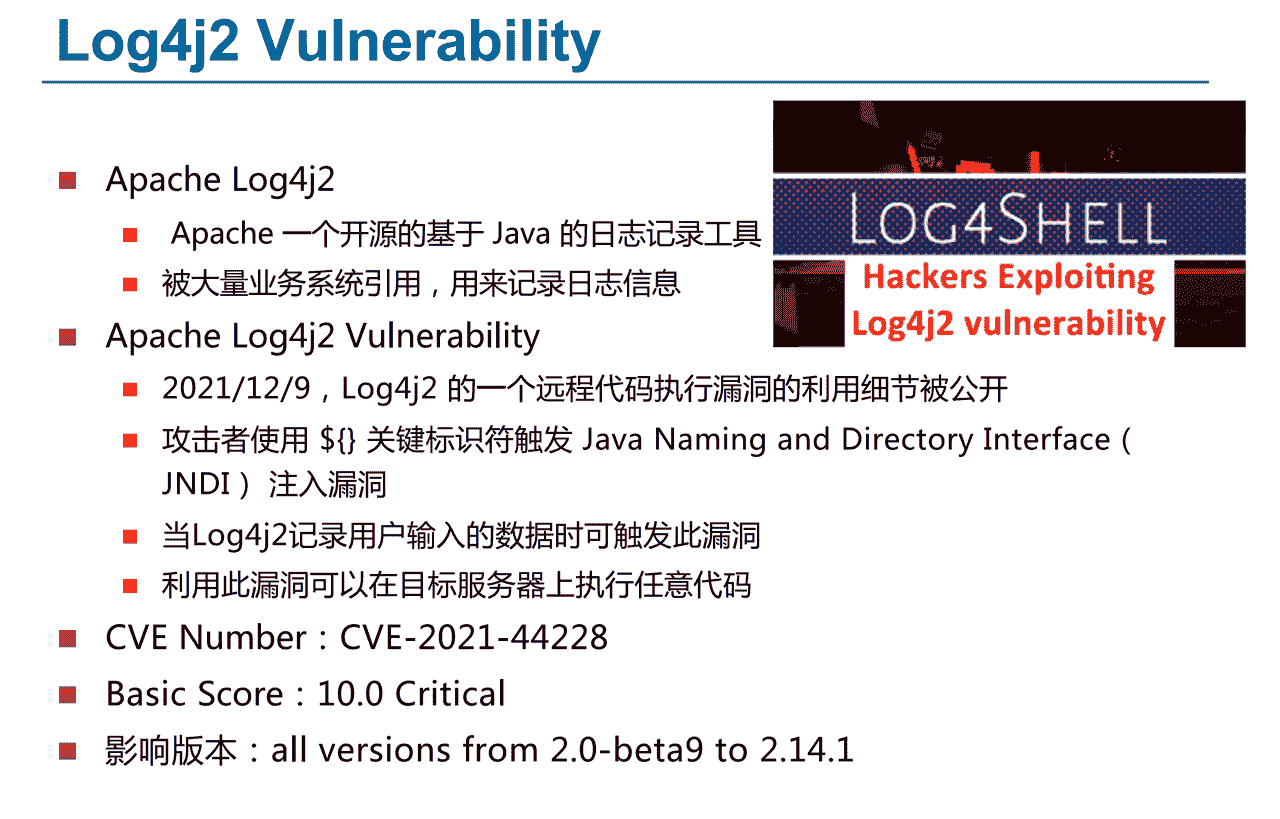 Log4j2 Vulnerability
Apache Log4j2
Apache 一个开源的基于 Java 的日志记录工具
被大量业务系统引用，用来记录日志信息
LOG4SHELL
Hackers Exploiting
Log4j2 vulnerability
Apache Log4j2 Vulnerability
2021/12/9，Log4j2 的一个远程代码执行漏洞的利用细节被公开
攻击者使用 ${} 关键标识符触发 Java Naming and Directory Interface（
JNDI） 注入漏洞
当Log4j2记录用户输入的数据时可触发此漏洞
利用此漏洞可以在目标服务器上执行任意代码
CVE Number：CVE-2021-44228
Basic Score：10.0 Critical
影响版本：all versions from 2.0-beta9 to 2.14.1